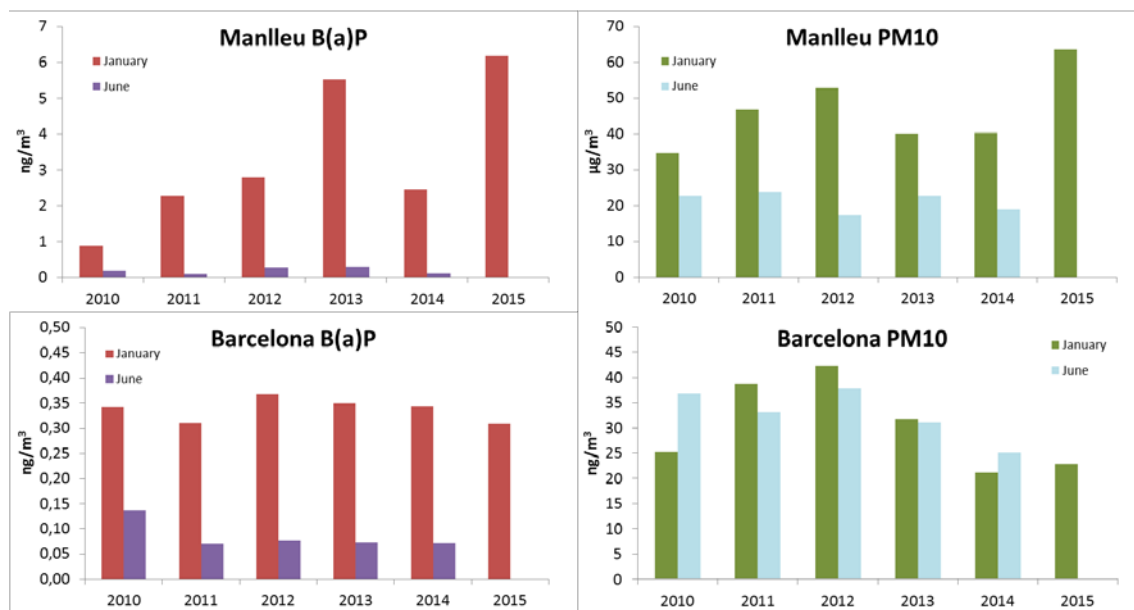 Manlleu B(a)P
January
June
ng/m³
7
6
5
4
3
2
1
0
2010 2011 2012 2013 2014 2015
Manlleu PM10
January
June
µg/m³
70
60
50
40
30
20
10
0
2010 2011 2012 2013 2014 2015
Barcelona B(a)P
January
June
ng/m³
0,50
0,45
0,40
0,35
0,30
0,25
0,20
0,15
0,10
0,05
0,00
2010 2011 2012 2013 2014 2015
Barcelona PM10
January
June
ng/m³
50
45
40
35
30
25
20
15
10
5
0
2010 2011 2012 2013 2014 2015